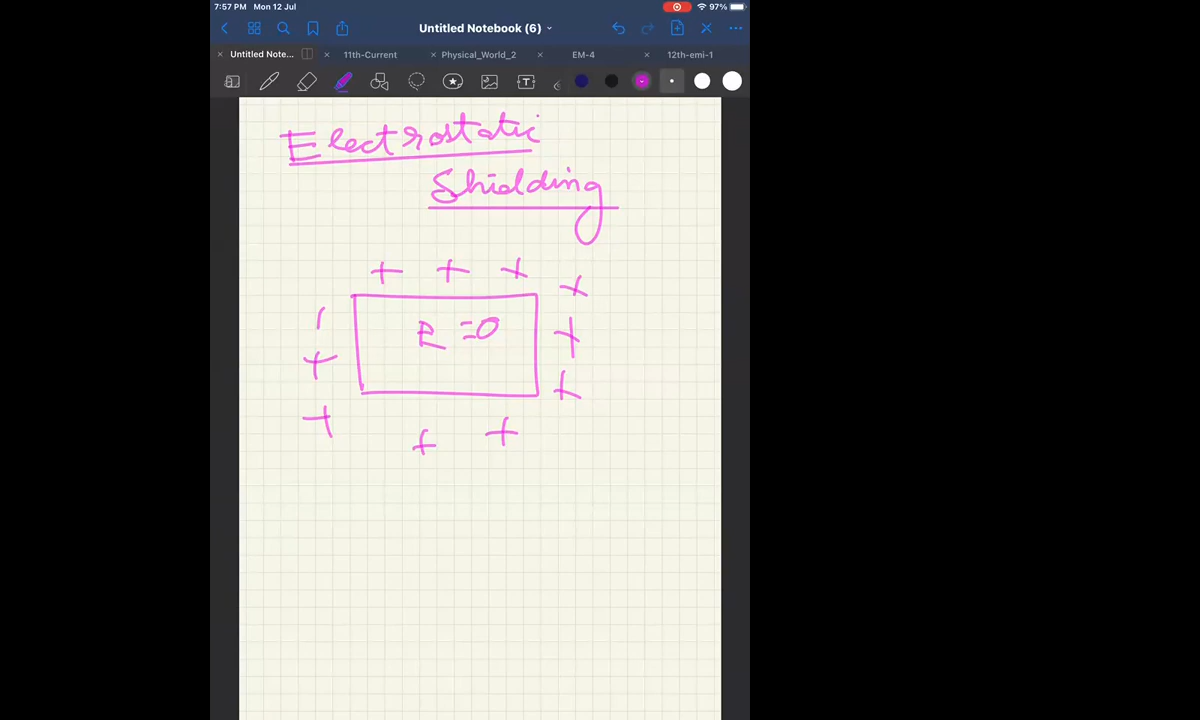 7:57 PM Mon 12 Jul 97%
Untitled Notebook (6)
Untitled Note... 11th-Current Physical_World_2 EM-4 12th-emi-1
T
Electrostatic
Shielding
+ + + +
E =0 +
+ +
+ + +